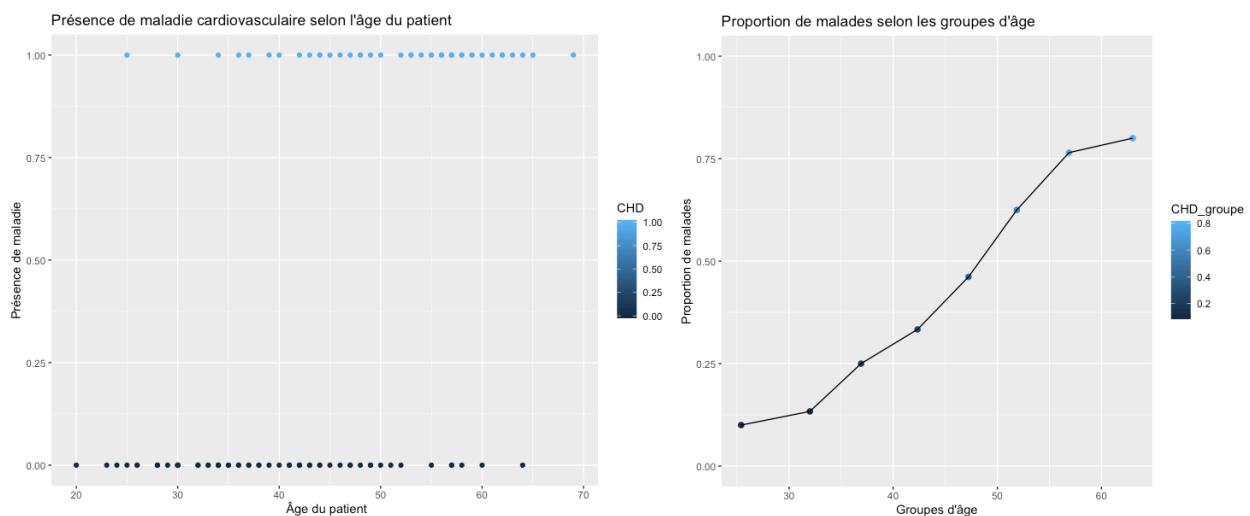 Présence de maladie cardiovasculaire selon l'âge du patient
1.00
0.75
0.50
0.25
0.00
Présence de maladie
20 30 40 50 60 70
Âge du patient
CHD
1.00
0.75
0.50
0.25
0.00
Proportion de malades selon les groupes d'âge
1.00
0.75
0.50
0.25
0.00
Proportion de malades
30 40 50 60
Groupes d'âge
CHD_groupe
0.8
0.6
0.4
0.2